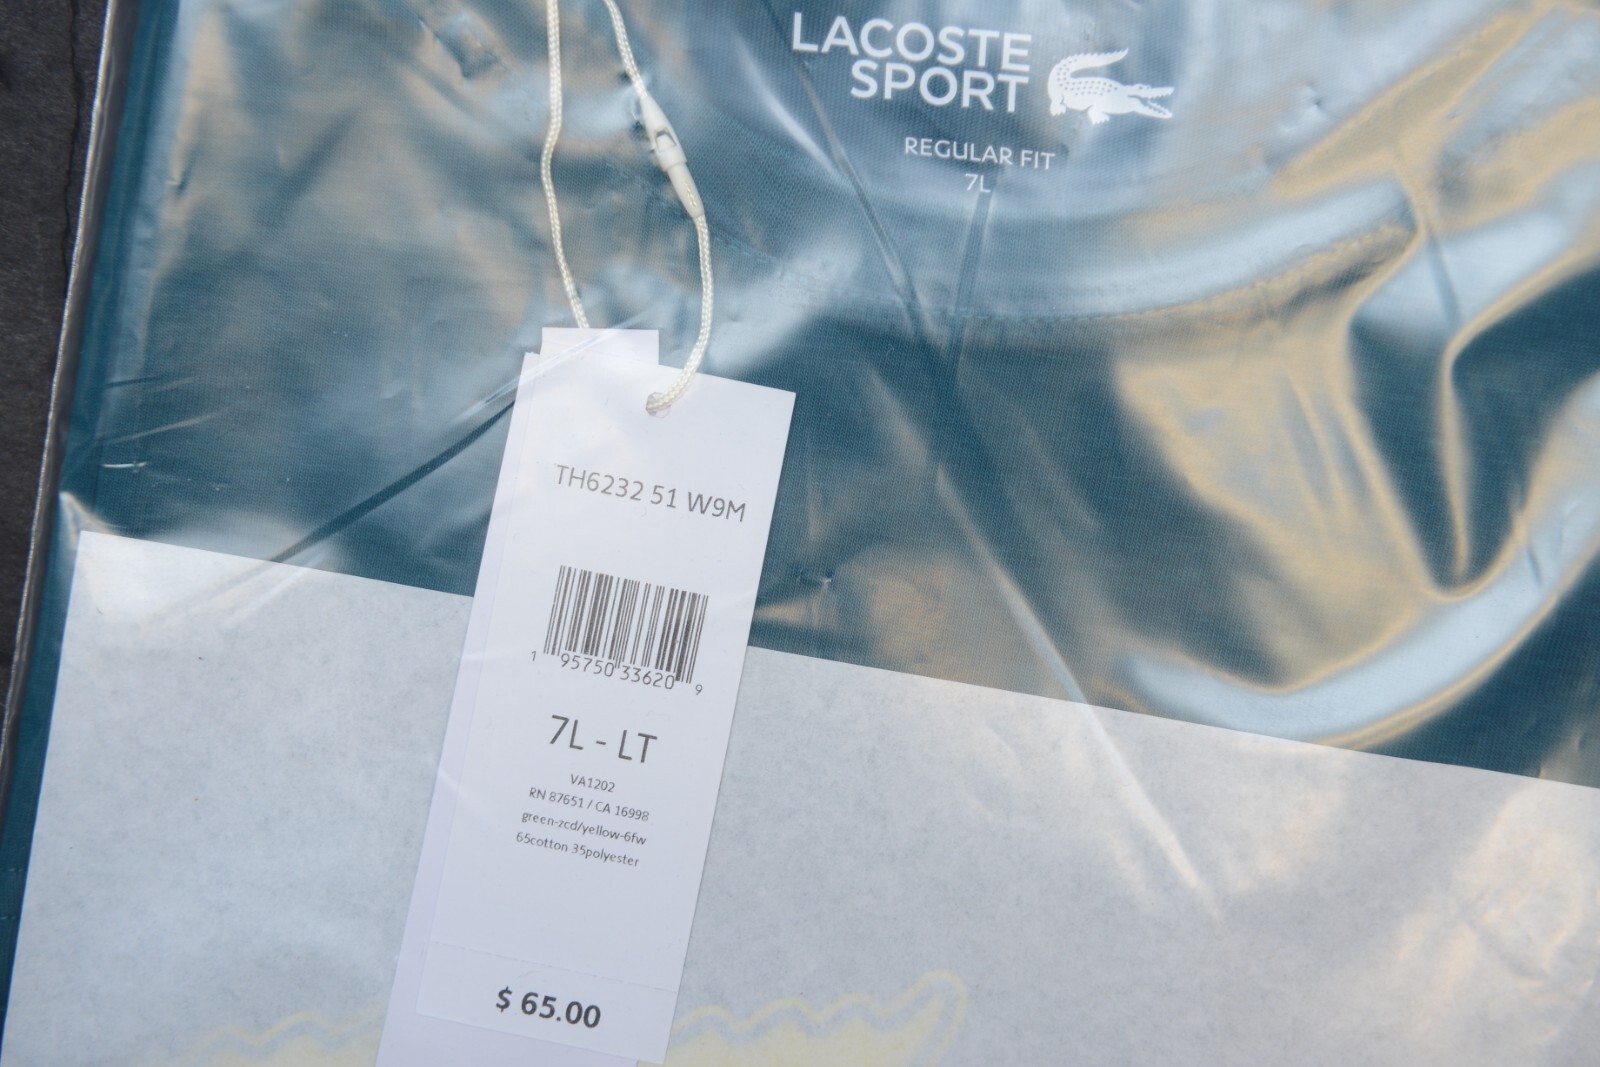 LACOSTE
SPORT
REGULAR FIT
7L
TH6232 51 W9M
1 95750 33620 9
7L - LT
VA1202
RN 87651 / CA 16998
green-zcd/yellow-6fw
65cotton 35polyester
$ 65.00